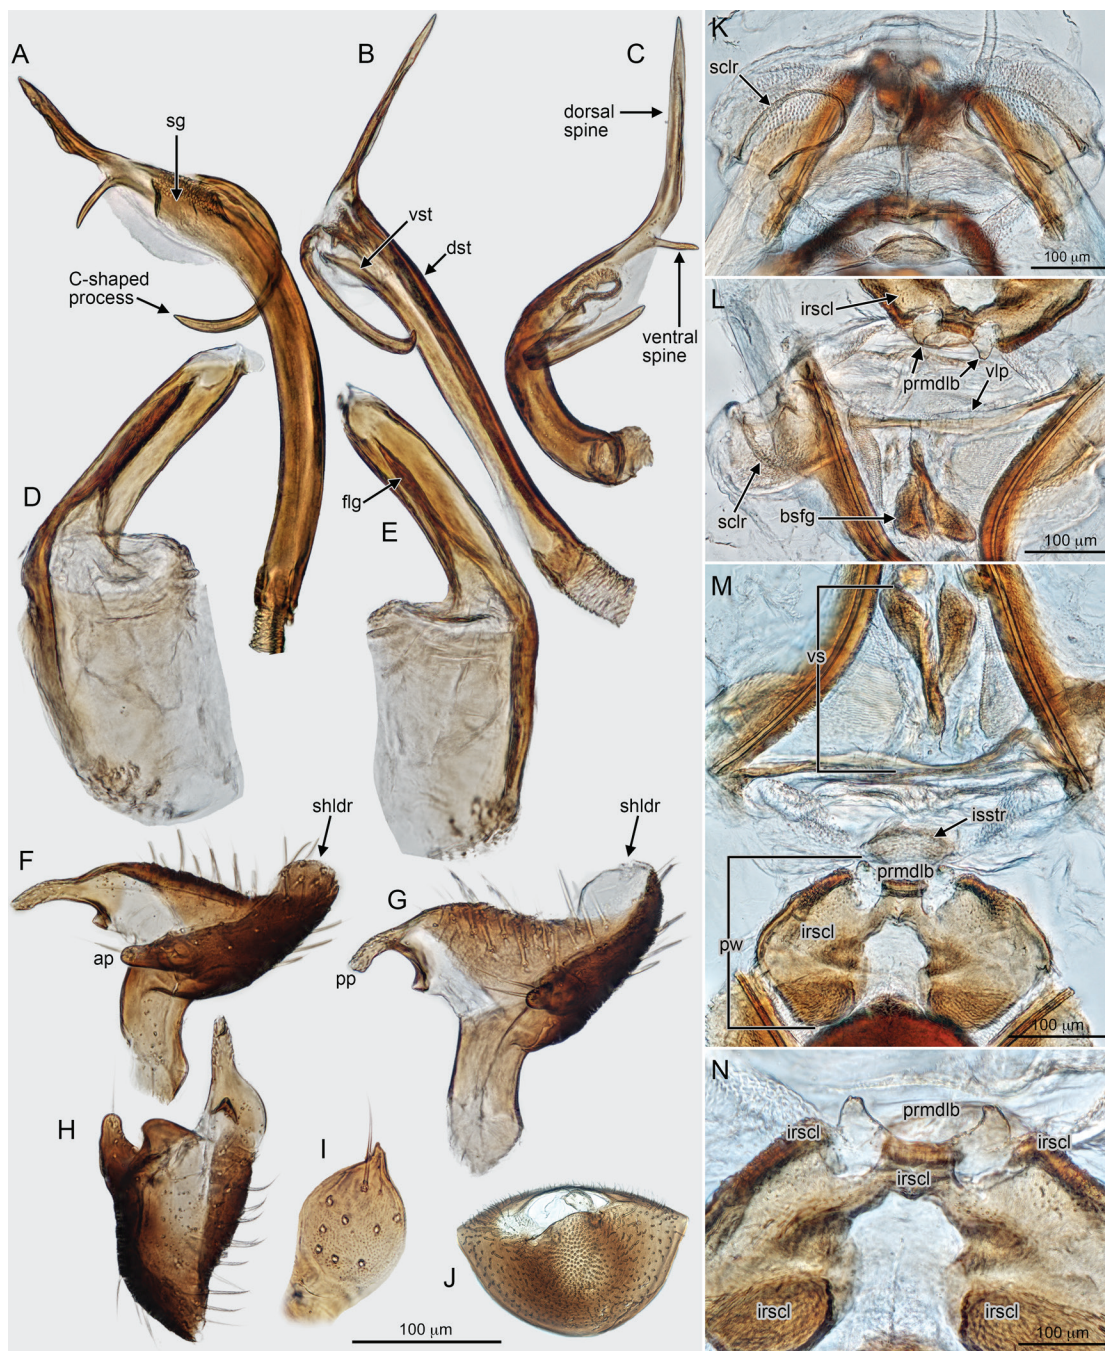 A
B
C
sg
dorsal
spine
vst
dst
C-shaped
process
ventral
spine
D
flg
E
shldr
shldr
F
G
ap
pp
H
I
J
100 µm
K
sclr
100 µm
L
irscl
prmdlb
vlp
sclr
bsfg
100 µm
M
vs
isstr
prmdlb
irscl
pw
100 µm
N
prmdlb
irscl
irscl
irscl
irscl
irscl
100 µm